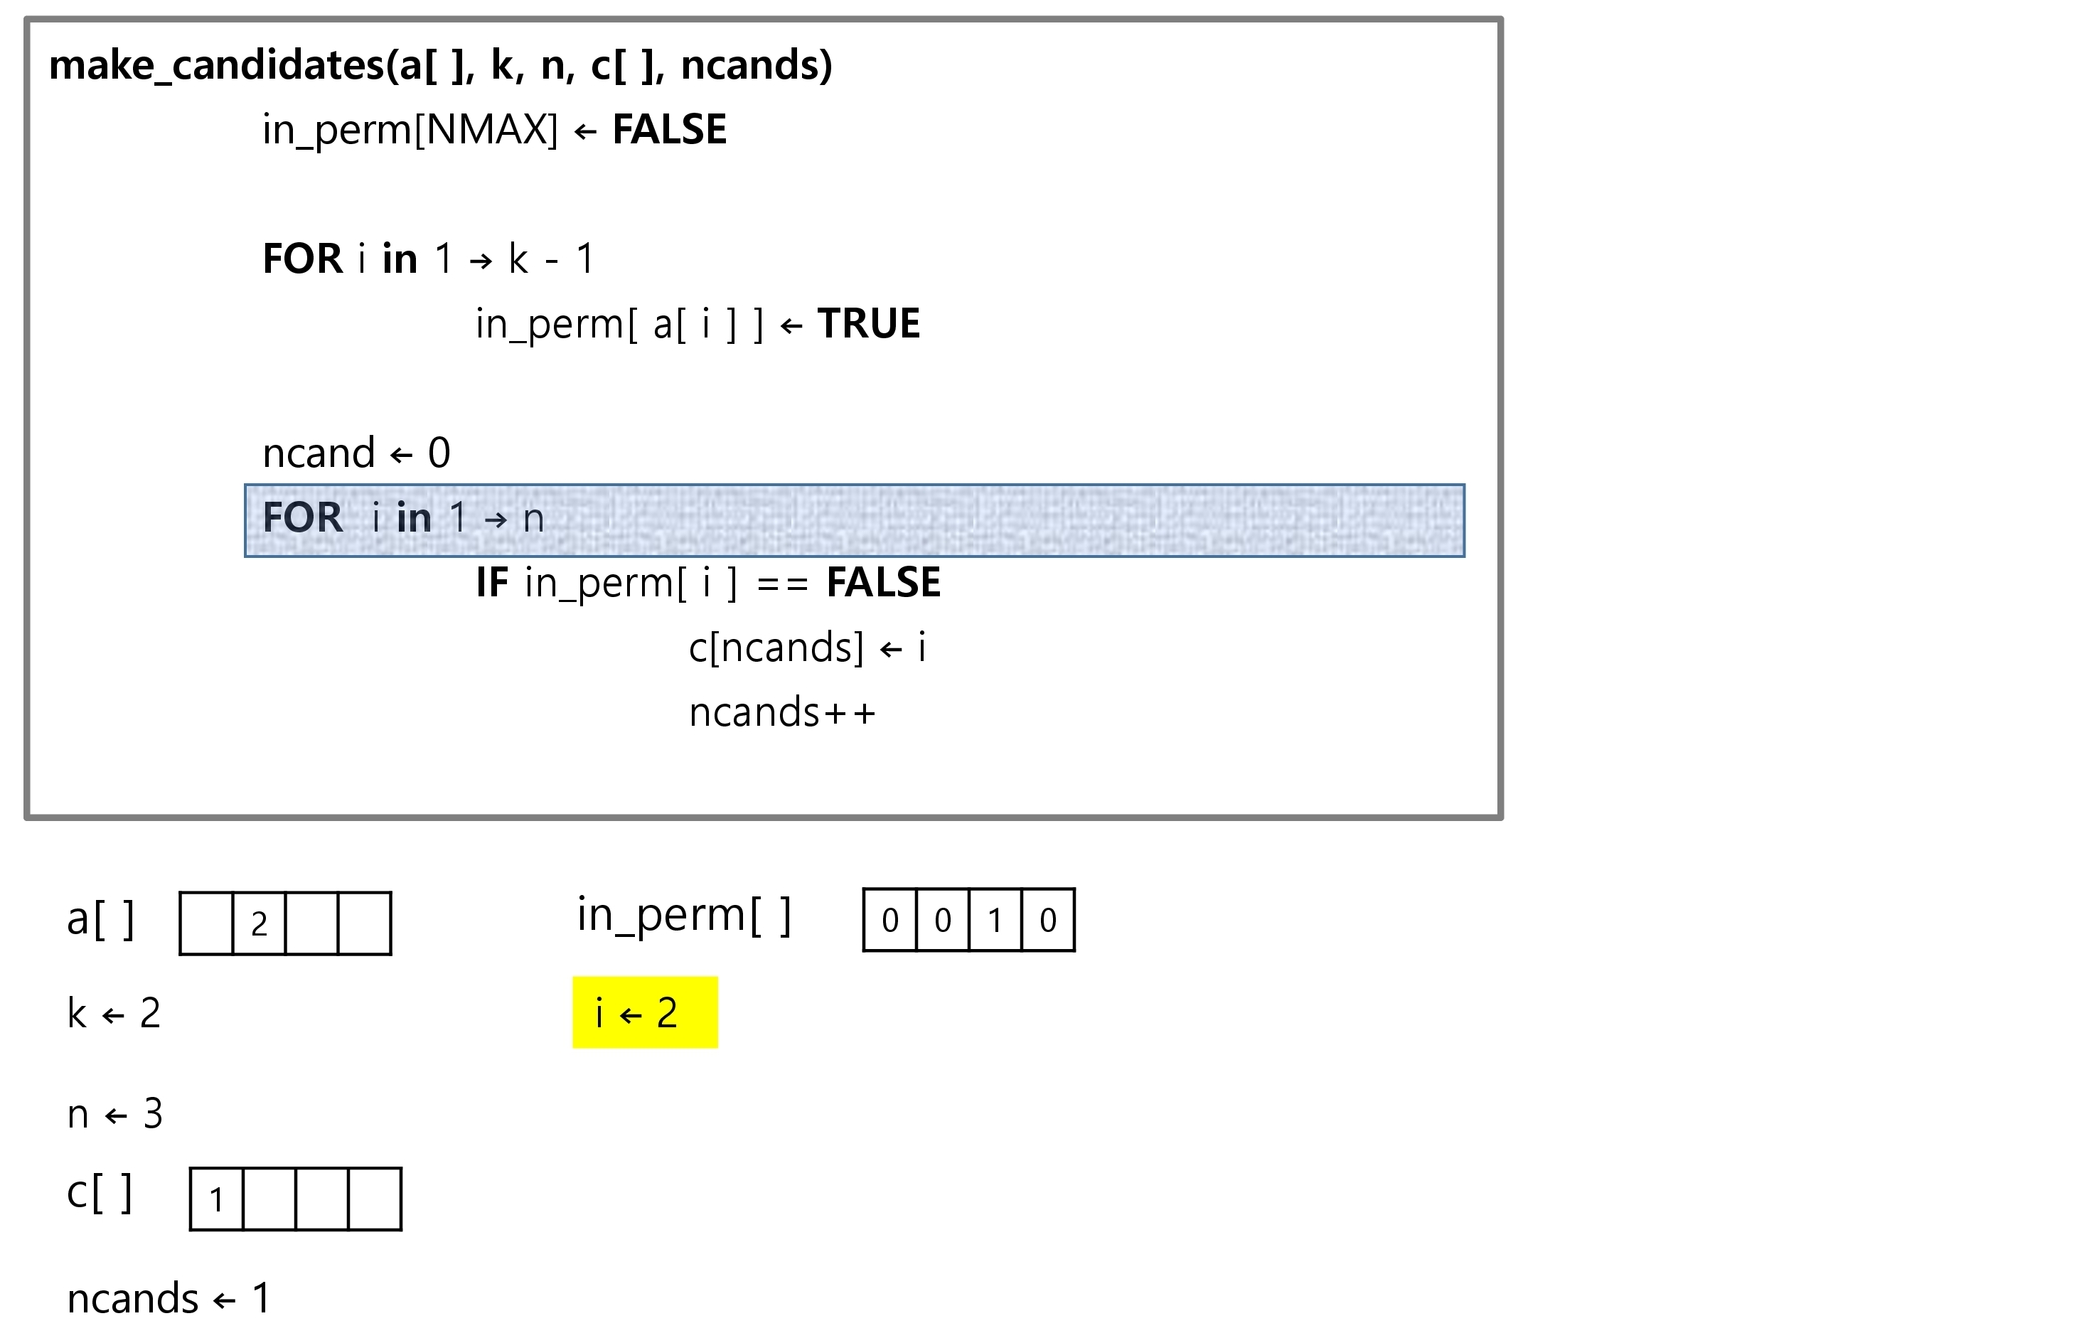 make_candidates(a[ ], k, n, c[ ], ncands)
in_perm[NMAX] ← FALSE
FOR i in 1 → k - 1
in_perm[ a[ i ] ] ← TRUE
ncand ← 0
FOR i in 1 → n
IF in_perm[ i ] == FALSE
c[ncands] ← i
ncands++
a[ ] 2 in_perm[ ] 0 0 1 0
k ← 2 i ← 2
n ← 3
c[ ] 1
ncands ← 1